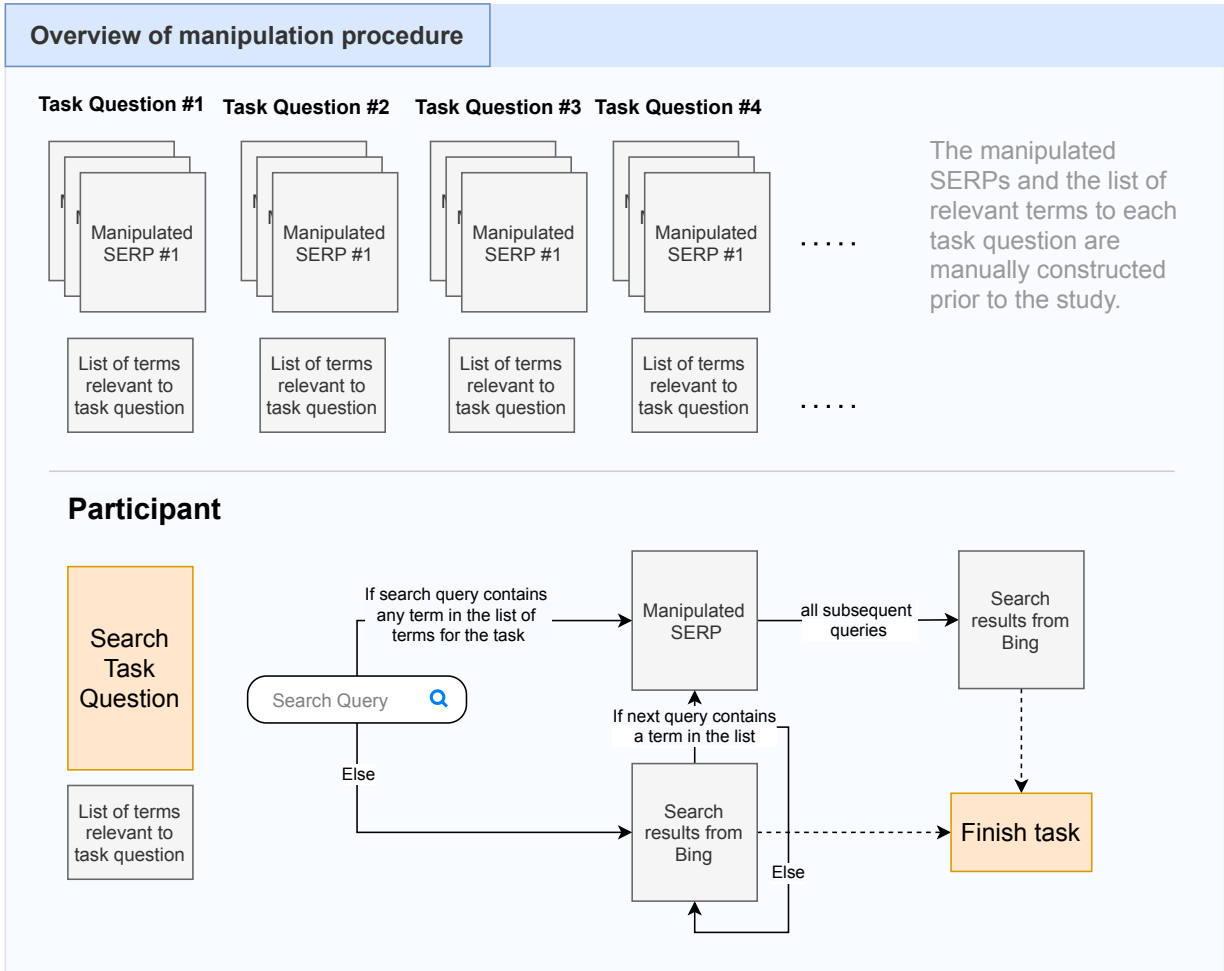 Overview of manipulation procedure
Task Question #1
Task Question #2
Task Question #3
Task Question #4
Manipulated
SERP #1
Manipulated
SERP #1
Manipulated
SERP #1
Manipulated
SERP #1
. . . . .
The manipulated
SERPs and the list of
relevant terms to each
task question are
manually constructed
prior to the study.
List of terms
relevant to
task question
List of terms
relevant to
task question
List of terms
relevant to
task question
List of terms
relevant to
task question
. . . . .
Participant
Search
Task
Question
List of terms
relevant to
task question
Search Query
If search query contains
any term in the list of
terms for the task
Else
Manipulated
SERP
all subsequent
queries
Search
results from
Bing
If next query contains
a term in the list
Search
results from
Bing
Else
Finish task